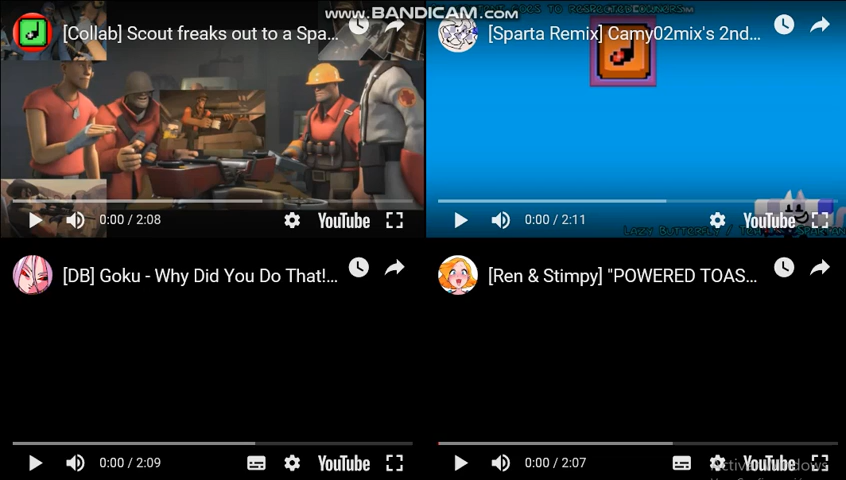 www.BANDICAM.com
[Collab] Scout freaks out to a Spa...
[Sparta Remix] Camy02mix's 2nd...
0:00 / 2:08
YouTube
0:00 / 2:11
YouTube
[DB] Goku - Why Did You Do That!...
[Ren & Stimpy] "POWERED TOAS...
0:00 / 2:09
YouTube
0:00 / 2:07
YouTube